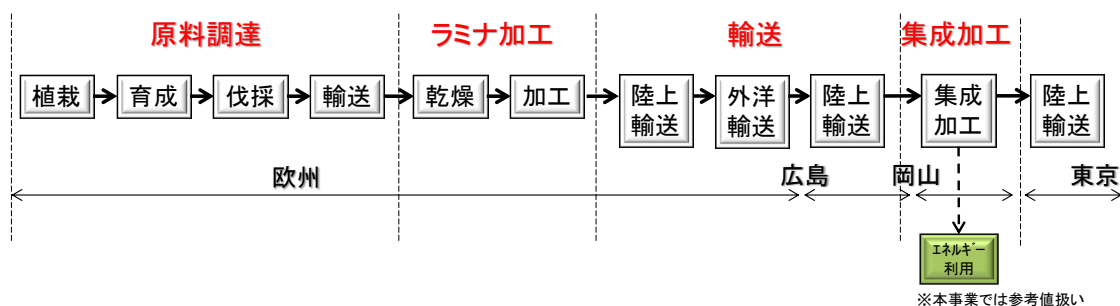 原料調達
ラミナ加工
輸送
集成加工
植栽
育成
伐採
輸送
乾燥
加工
陸上
輸送
外洋
輸送
陸上
輸送
集成
加工
陸上
輸送
欧州
広島
岡山
東京
ｴﾈﾙｷﾞｰ
利用
※本事業では参考値扱い